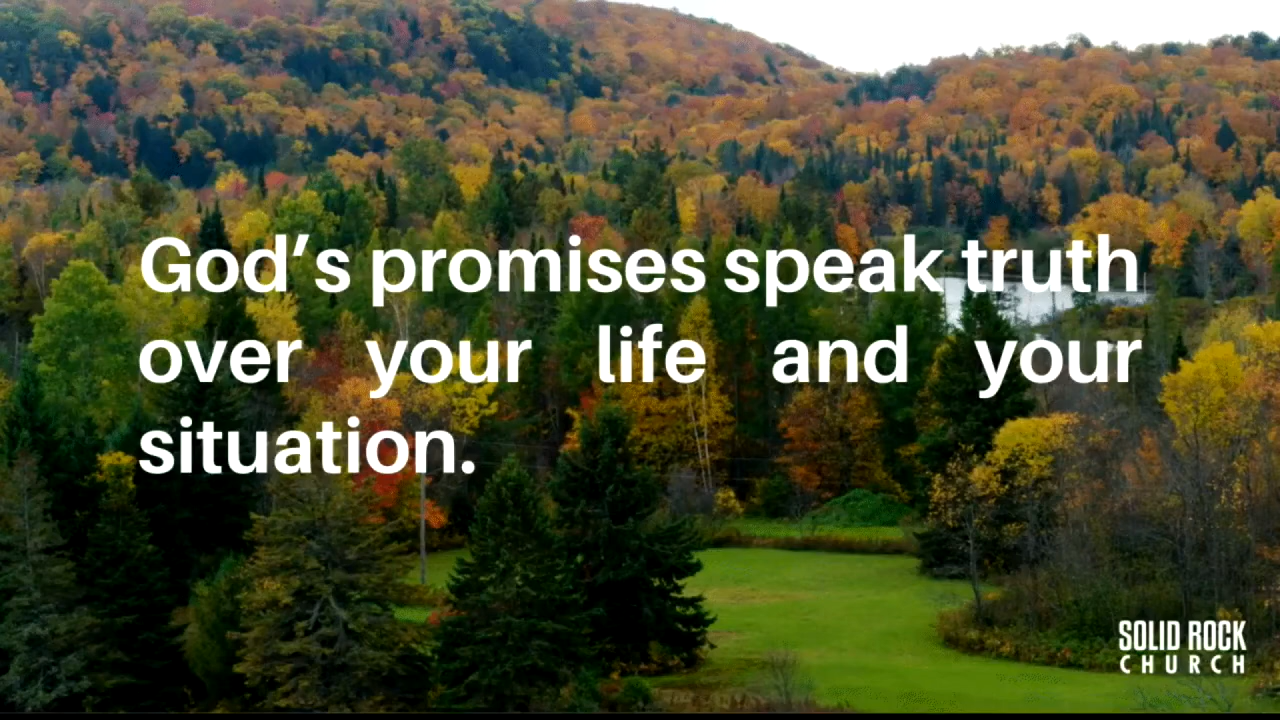 God’s promises speak truth
over your life and your
situation.
SOLID ROCK
CHURCH